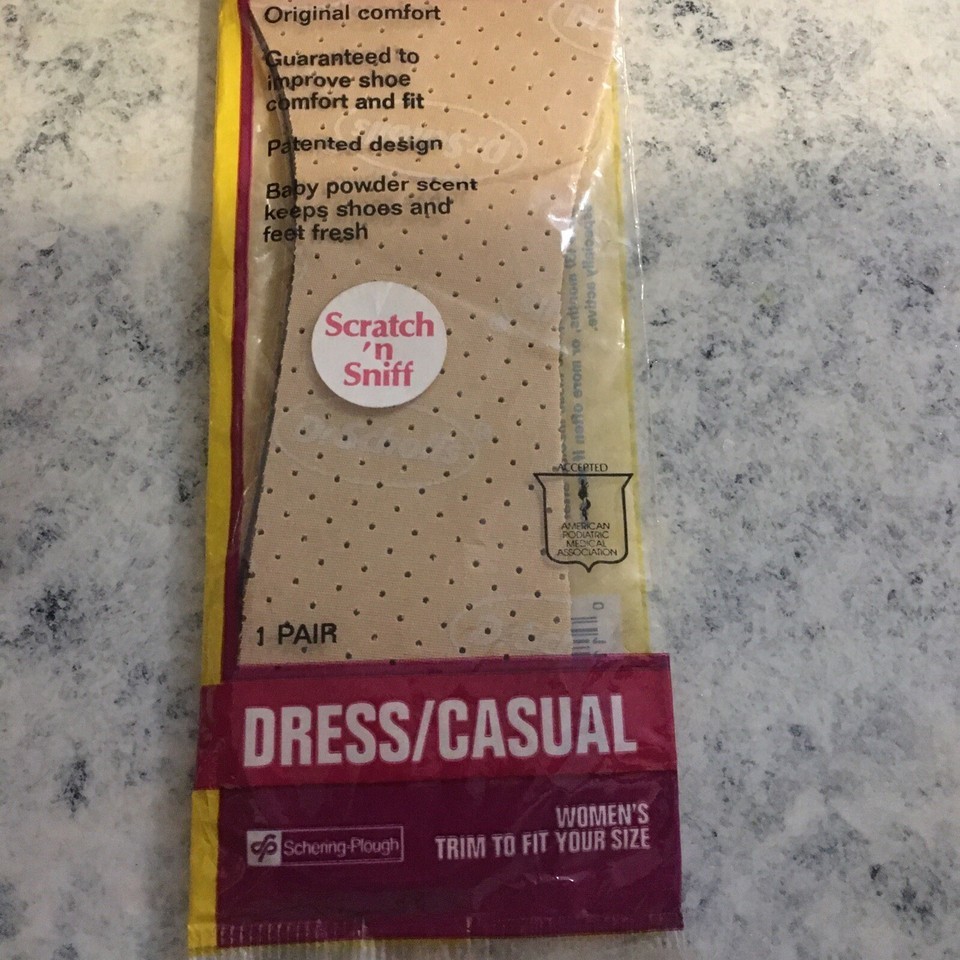 Original comfort
Guaranteed to
improve shoe
comfort and fit
Patented design
Baby powder scent
keeps shoes and
feet fresh
Scratch
'n
Sniff
ACCEPTED
AMERICAN
PODIATRIC
MEDICAL
ASSOCIATION
1 PAIR
DRESS/CASUAL
WOMEN'S
TRIM TO FIT YOUR SIZE
Schering-Plough